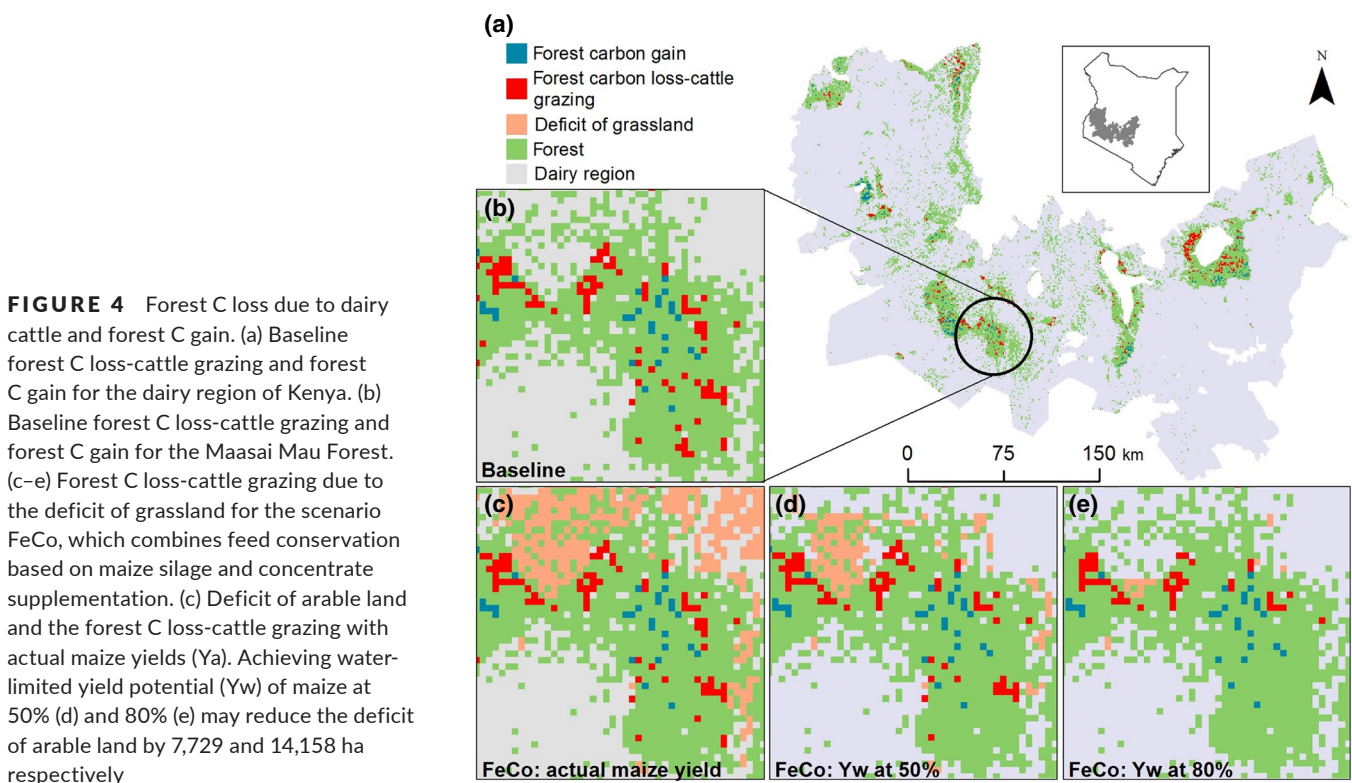 FIGURE 4 Forest C loss due to dairy
cattle and forest C gain. (a) Baseline
forest C loss-cattle grazing and forest
C gain for the dairy region of Kenya. (b)
Baseline forest C loss-cattle grazing and
forest C gain for the Maasai Mau Forest.
(c–e) Forest C loss-cattle grazing due to
the deficit of grassland for the scenario
FeCo, which combines feed conservation
based on maize silage and concentrate
supplementation. (c) Deficit of arable land
and the forest C loss-cattle grazing with
actual maize yields (Ya). Achieving water-
limited yield potential (Yw) of maize at
50% (d) and 80% (e) may reduce the deficit
of arable land by 7,729 and 14,158 ha
respectively
(a)
Forest carbon gain
Forest carbon loss-cattle
grazing
Deficit of grassland
Forest
Dairy region
N
(b)
Baseline
0 75 150 km
(c)
FeCo: actual maize yield
(d)
FeCo: Yw at 50%
(e)
FeCo: Yw at 80%